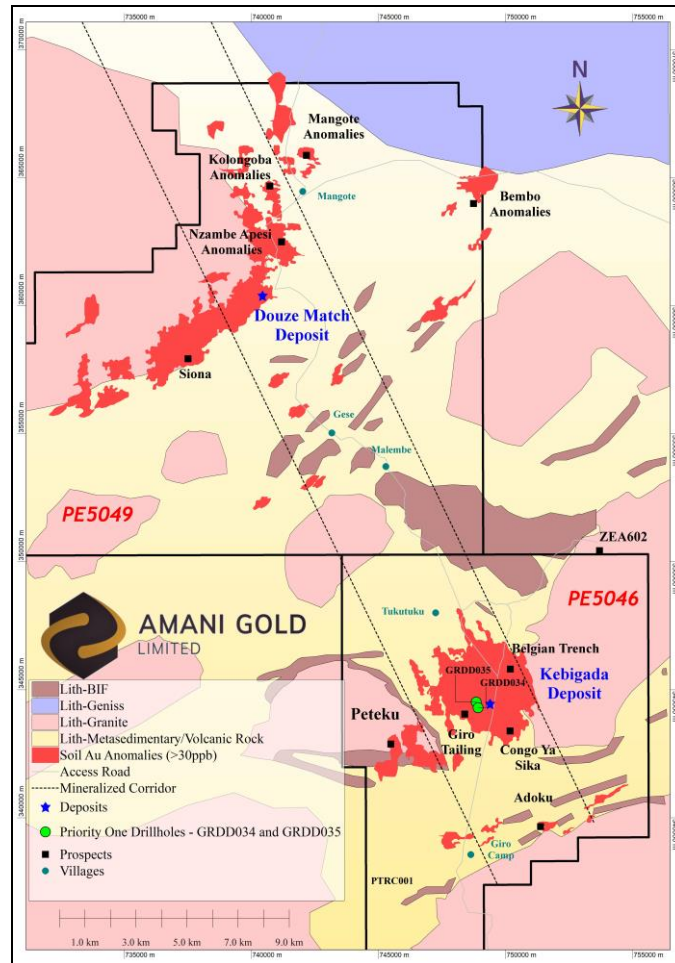 735000 m
740000 m
745000 m
750000 m
755000 m
370000 m
N
Mangote
Anomalies
365000 m
Kolongoba
Anomalies
Mangote
Bembo
Anomalies
Nzambe Apesi
Anomalies
360000 m
Douze Match
Deposit
Siona
355000 m
Gese
Malembe
PE5049
350000 m
ZEA602
PE5046
Tukutuku
AMANI GOLD
LIMITED
Belgian Trench
GRDD035
GRDD034
Kebigada
Deposit
345000 m
Peteku
Giro
Tailing
Congo Ya
Sika
340000 m
Adoku
Giro
Camp
PTRC001
Lith-BIF
Lith-Geniss
Lith-Granite
Lith-Metasedimentary/Volcanic Rock
Soil Au Anomalies (>30ppb)
Access Road
Mineralized Corridor
Deposits
Priority One Drillholes - GRDD034 and GRDD035
Prospects
Villages
1.0 km
3.0 km
5.0 km
7.0 km
9.0 km
735000 m
740000 m
745000 m
750000 m
755000 m